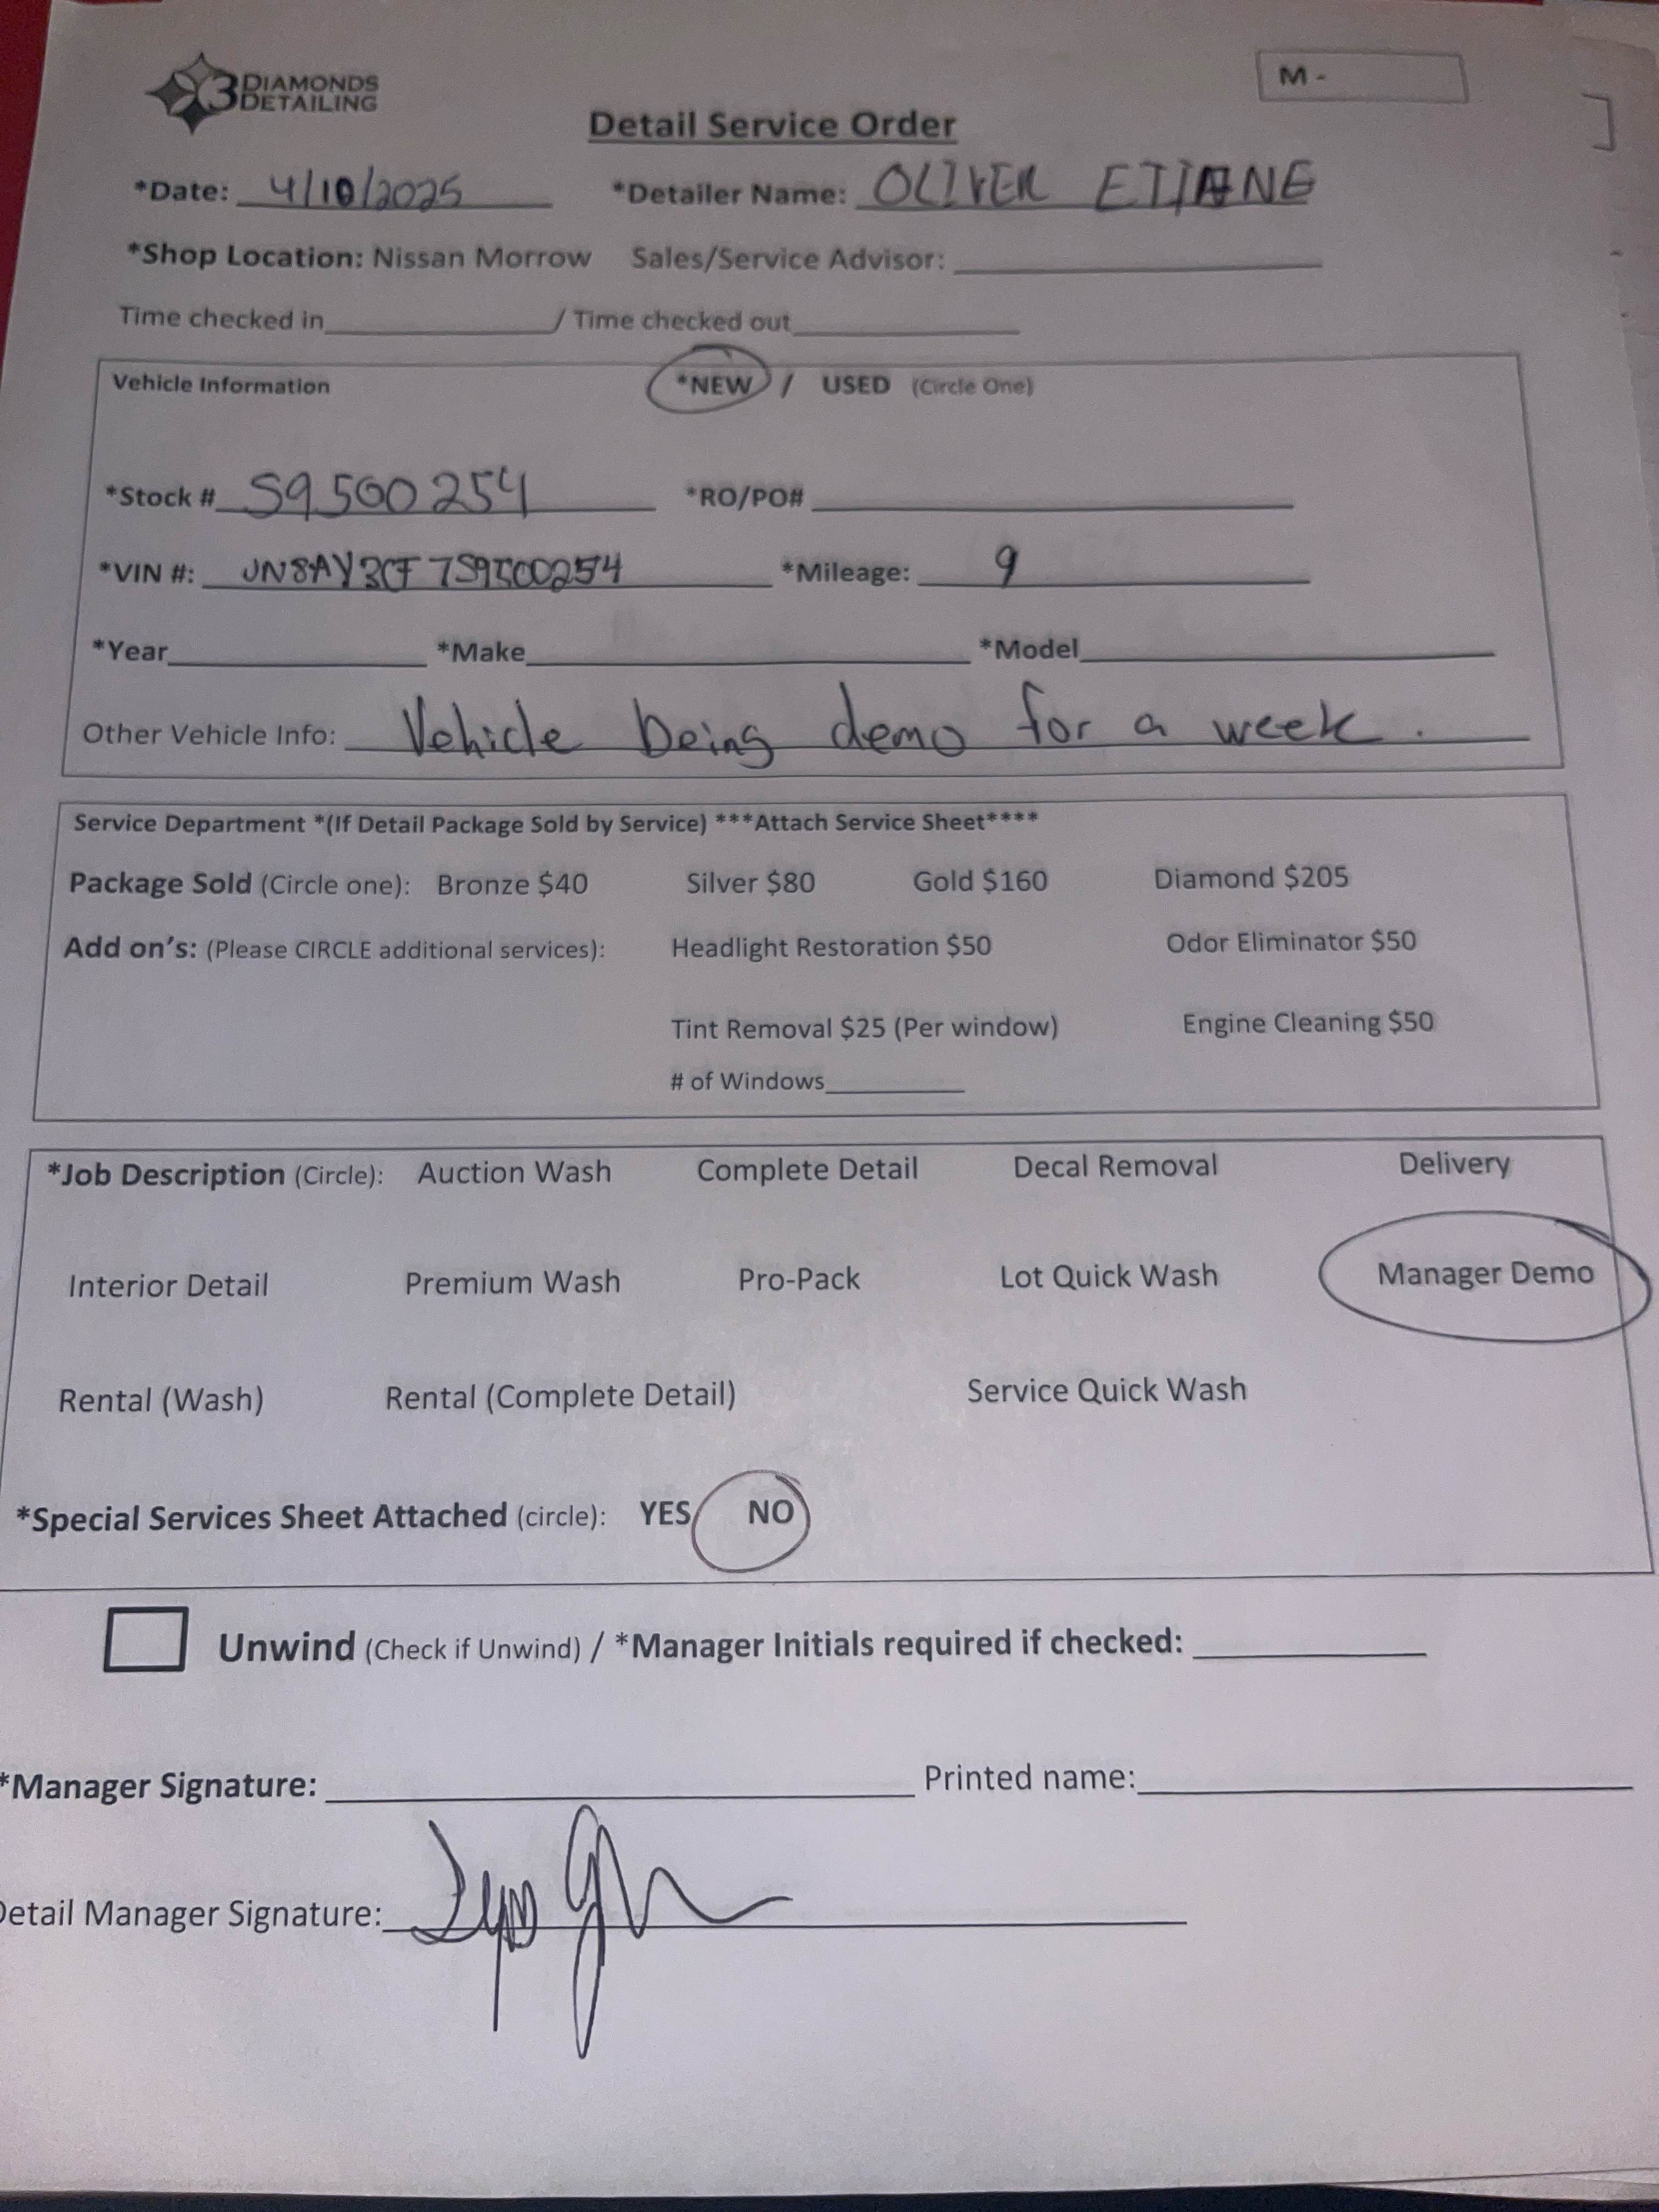 3 DIAMONDS DETAILING
M -
Detail Service Order
*Date: 4/10/2025 *Detailer Name: OLIVER ETIANE
*Shop Location: Nissan Morrow Sales/Service Advisor:
Time checked in / Time checked out
Vehicle Information *NEW / USED (Circle One)
*Stock # S9500254 *RO/PO#
*VIN #: JN8AY3CF7S9500254 *Mileage: 9
*Year *Make *Model
Other Vehicle Info: Vehicle being demo for a week.
Service Department *(If Detail Package Sold by Service) ***Attach Service Sheet****
Package Sold (Circle one): Bronze $40 Silver $80 Gold $160 Diamond $205
Add on's: (Please CIRCLE additional services): Headlight Restoration $50 Odor Eliminator $50
Tint Removal $25 (Per window) Engine Cleaning $50
# of Windows
*Job Description (Circle): Auction Wash Complete Detail Decal Removal Delivery
Interior Detail Premium Wash Pro-Pack Lot Quick Wash Manager Demo
Rental (Wash) Rental (Complete Detail) Service Quick Wash
*Special Services Sheet Attached (circle): YES NO
Unwind (Check if Unwind) / *Manager Initials required if checked:
*Manager Signature: Printed name:
Detail Manager Signature: